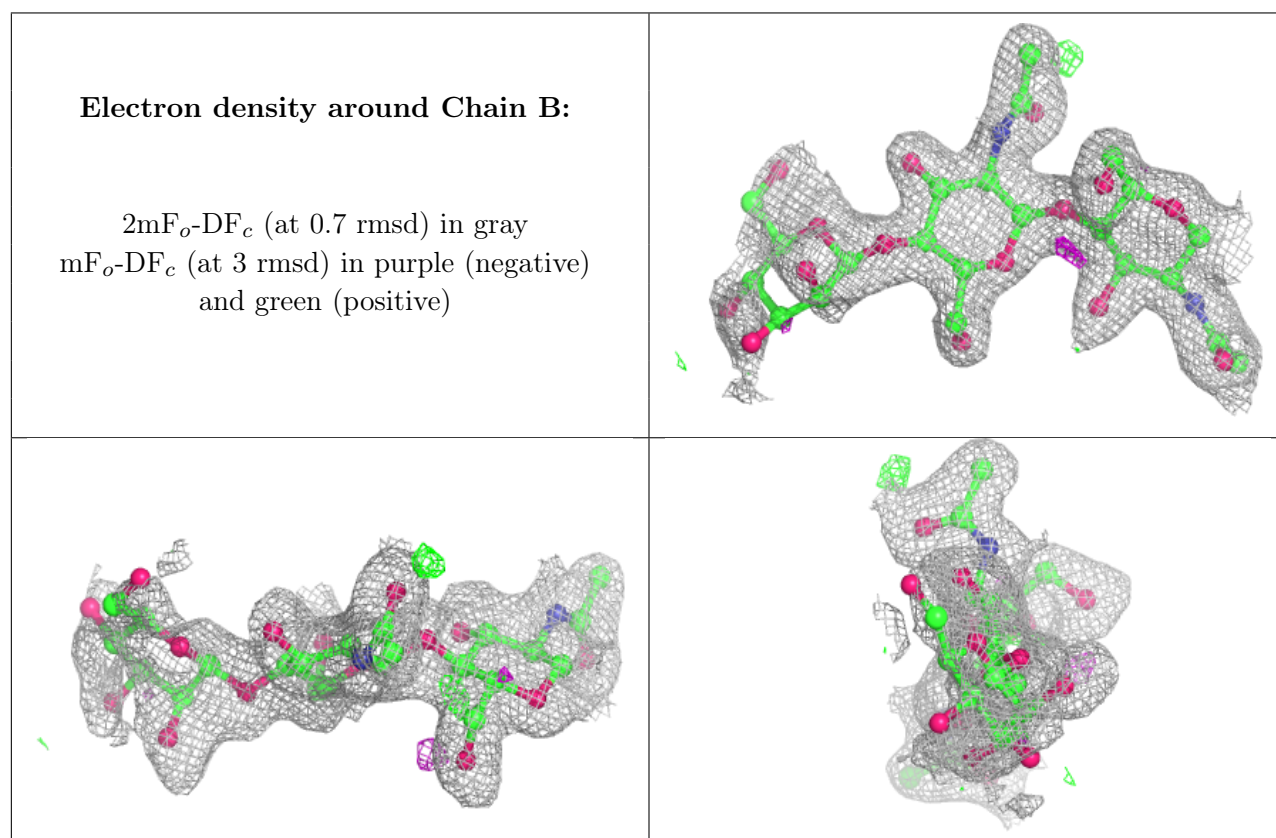 Electron density around Chain B:
2mFo-DFc (at 0.7 rmsd) in gray
mFo-DFc (at 3 rmsd) in purple (negative)
and green (positive)